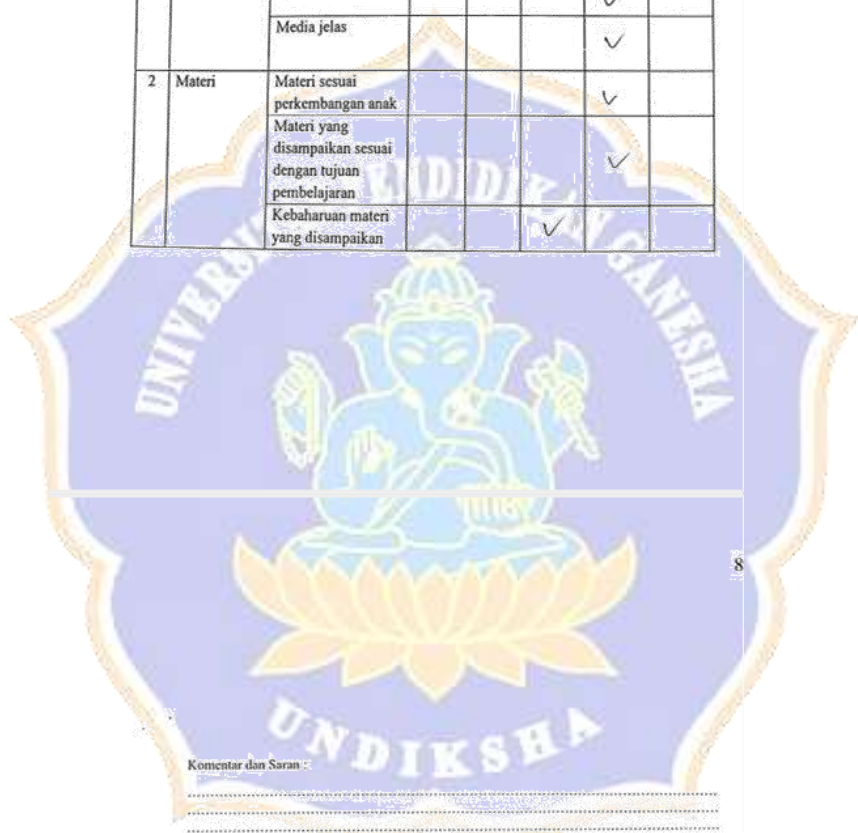 ✓
Media jelas ✓
2 Materi Materi sesuai ✓
perkembangan anak
Materi yang
disampaikan sesuai ✓
dengan tujuan
pembelajaran
Kebaharuan materi ✓
yang disampaikan
UNIVERSITAS PENDIDIKAN GANESHA
8
UNDIKSHA
Komentar dan Saran :